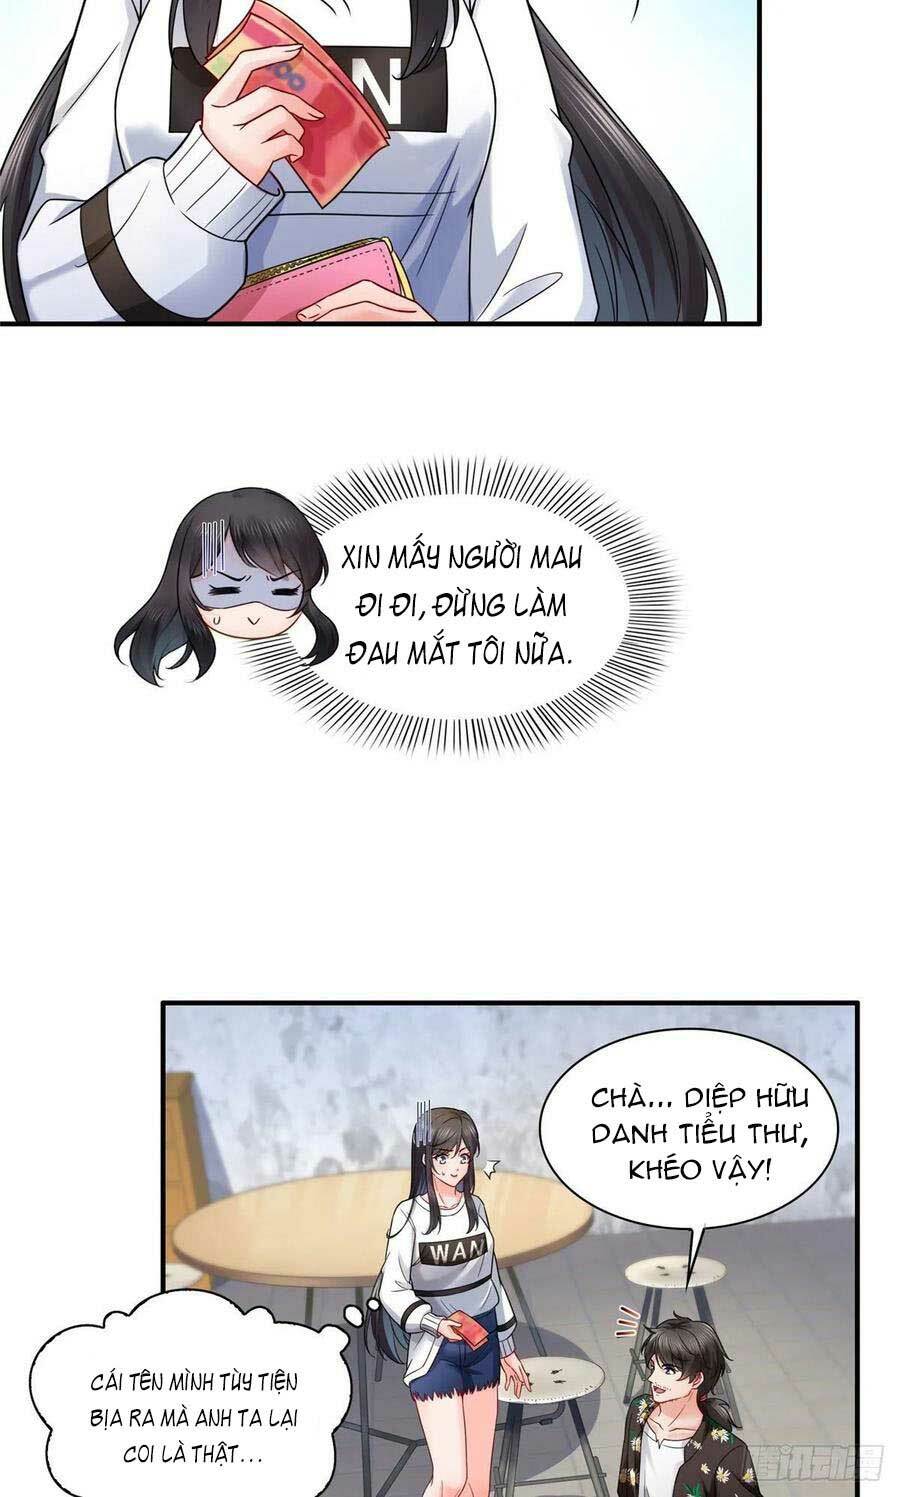 AN
XIN MẤY NGƯỜI MAU
ĐI ĐI, ĐỪNG LÀM
ĐAU MẮT TÔI NỮA.
CHÀ... DIỆP HỮU
DANH TIỂU THƯ,
KHÉO VẬY!
WAN
CÁI TÊN MÌNH TÙY TIỆN
BỊA RA MÀ ANH TA LẠI
COI LÀ THẬT...